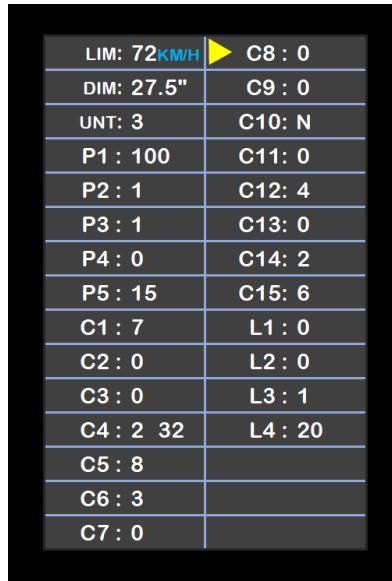 LIM: 72KM/H
DIM: 27.5"
UNT: 3
P1 : 100
P2 : 1
P3 : 1
P4 : 0
P5 : 15
C1 : 7
C2 : 0
C3 : 0
C4 : 2 32
C5 : 8
C6 : 3
C7 : 0
C8 : 0
C9 : 0
C10: N
C11: 0
C12: 4
C13: 0
C14: 2
C15: 6
L1 : 0
L2 : 0
L3 : 1
L4 : 20